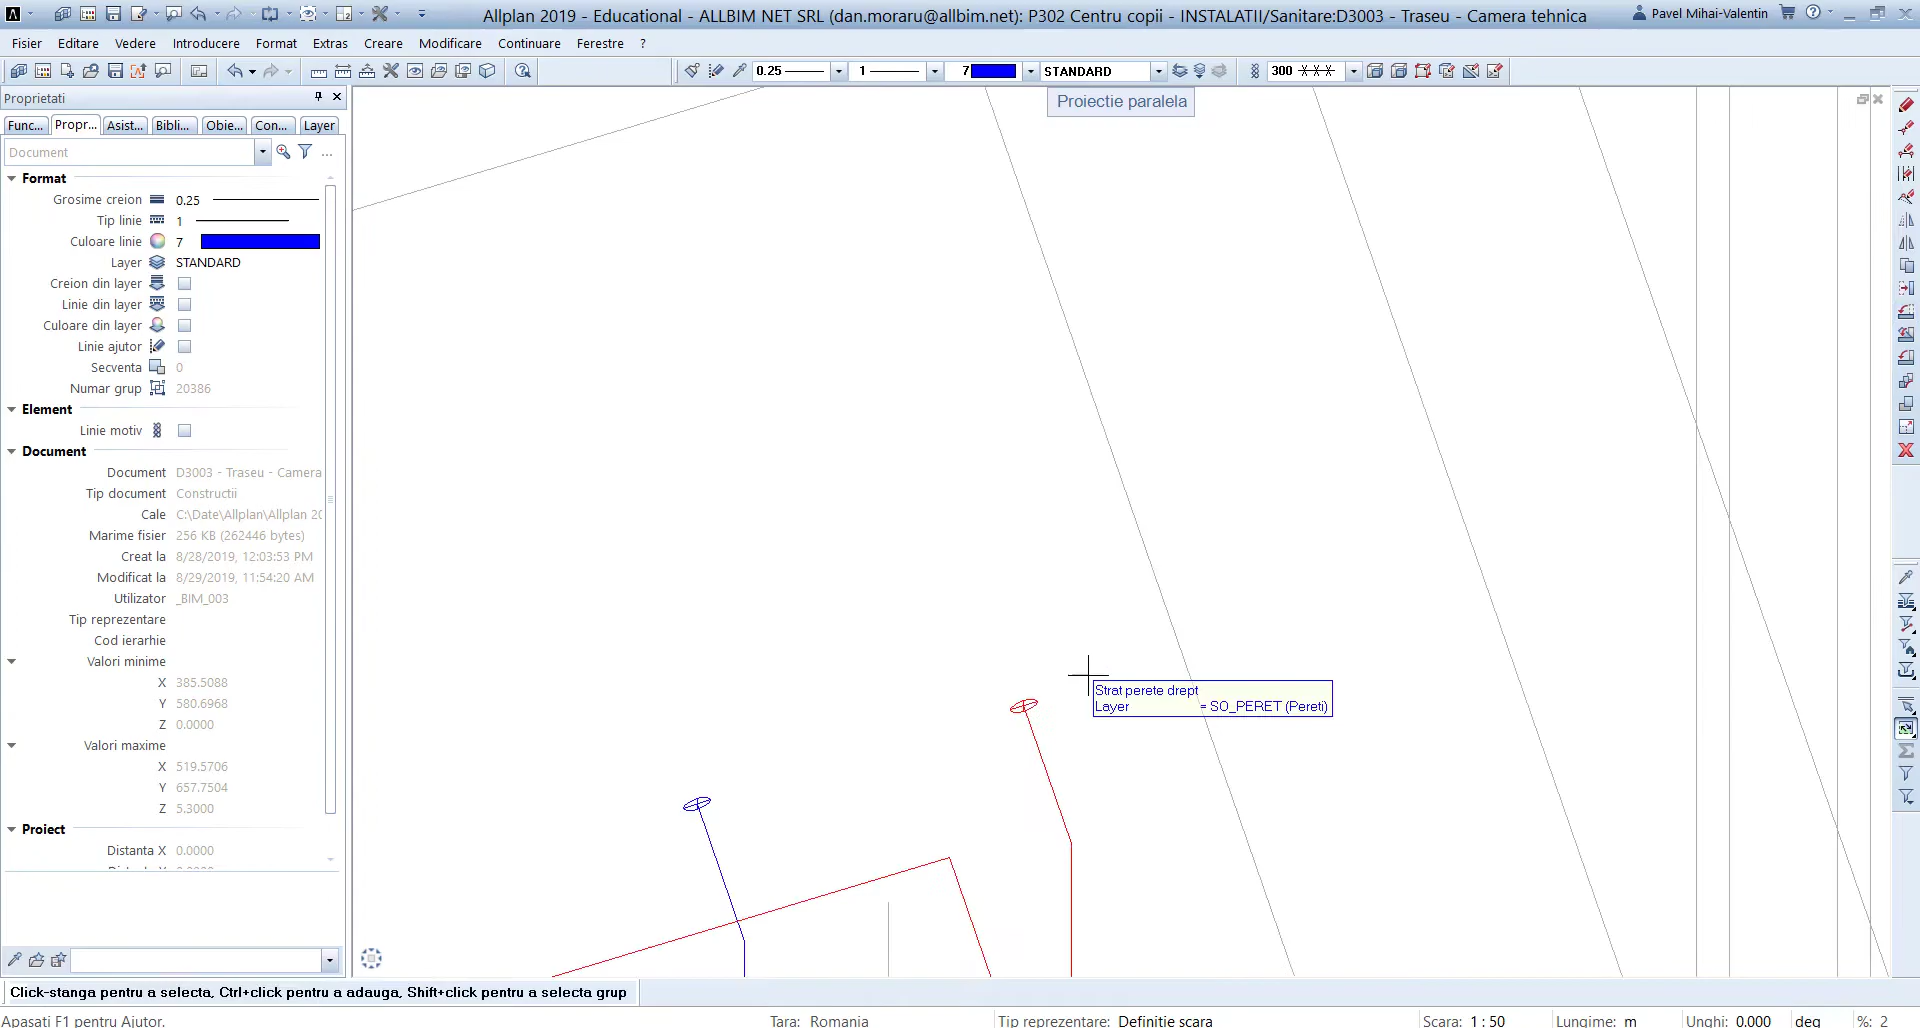 Allplan 2019 - Educational - ALLBIM NET SRL (dan.moraru@allbim.net): P302 Centru copii - INSTALATII/Sanitare:D3003 - Traseu - Camera tehnica
Pavel Mihai-Valentin
Fisier Editare Vedere Introducere Format Extras Creare Modificare Continuare Ferestre ?
0.25 1 7 STANDARD 300
Proprietati
Proiectie paralela
Func... Propr... Asist... Bibli... Obie... Con... Layer
Document
Format
Grosime creion 0.25
Tip linie 1
Culoare linie 7
Layer STANDARD
Creion din layer
Linie din layer
Culoare din layer
Linie ajutor
Secventa 0
Numar grup 20386
Element
Linie motiv
Document
Document D3003 - Traseu - Camera
Tip document Constructii
Cale C:\Date\Allplan\Allplan 20
Marime fisier 256 KB (262446 bytes)
Creat la 8/28/2019, 12:03:53 PM
Modificat la 8/29/2019, 11:54:20 AM
Utilizator _BIM_003
Tip reprezentare
Cod ierarhie
Valori minime
X 385.5088
Y 580.6968
Z 0.0000
Valori maxime
X 519.5706
Y 657.7504
Z 5.3000
Proiect
Distanta X 0.0000
Strat perete drept
Layer = SO_PERET (Pereti)
Click-stanga pentru a selecta, Ctrl+click pentru a adauga, Shift+click pentru a selecta grup
Apasati F1 pentru Ajutor. Tara: Romania Tip reprezentare: Definitie scara Scara: 1 : 50 Lungime: m Unghi: 0.000 deg %: 2